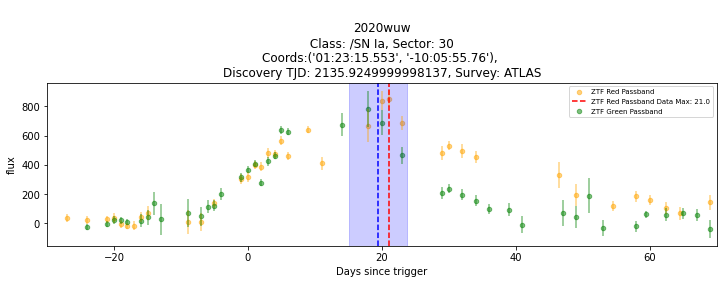 2020wuw
Class: /SN Ia, Sector: 30
Coords:('01:23:15.553', '-10:05:55.76'),
Discovery TJD: 2135.9249999998137, Survey: ATLAS
ZTF Red Passband
ZTF Red Passband Data Max: 21.0
ZTF Green Passband
flux
800
600
400
200
0
−20
0
20
40
60
Days since trigger